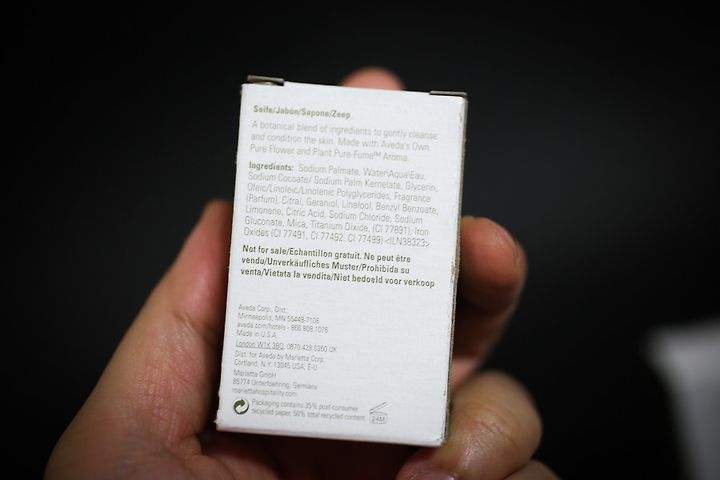 Seife/Jabón/Sapone/Zeep
A botanical blend of ingredients to gently cleanse
and condition the skin. Made with Aveda's Own
Pure Flower and Plant Pure-Fume™ Aroma.
Ingredients: Sodium Palmate, Water\Aqua\Eau,
Sodium Cocoate/ Sodium Palm Kernelate, Glycerin,
Oleic/Linoleic/Linolenic Polyglycerides, Fragrance
(Parfum), Citral, Geraniol, Linalool, Benzyl Benzoate,
Limonene, Citric Acid, Sodium Chloride, Sodium
Gluconate, Mica, Titanium Dixide, (CI 77891), Iron
Oxides (CI 77491, CI 77492, CI 77499) <ILN38323>
Not for sale/Echantillon gratuit. Ne peut être
vendu/Unverkäufliches Muster/Prohibida su
venta/Vietata la vendita/Niet bedoeld voor verkoop
Aveda Corp., Dist.,
Minneapolis, MN 55449-7106
aveda.com/hotels - 866.808.1076
Made in U.S.A.
London W1X 3BQ, 0870.428.6350 UK
Dist. for Aveda by Marietta Corp.
Cortland, N.Y. 13045 USA, E-U
Marietta GmbH
85774 Unterfoehring, Germany
mariettahospitality.com
Packaging contains 35% post-consumer
recycled paper, 50% total recycled content.
24M